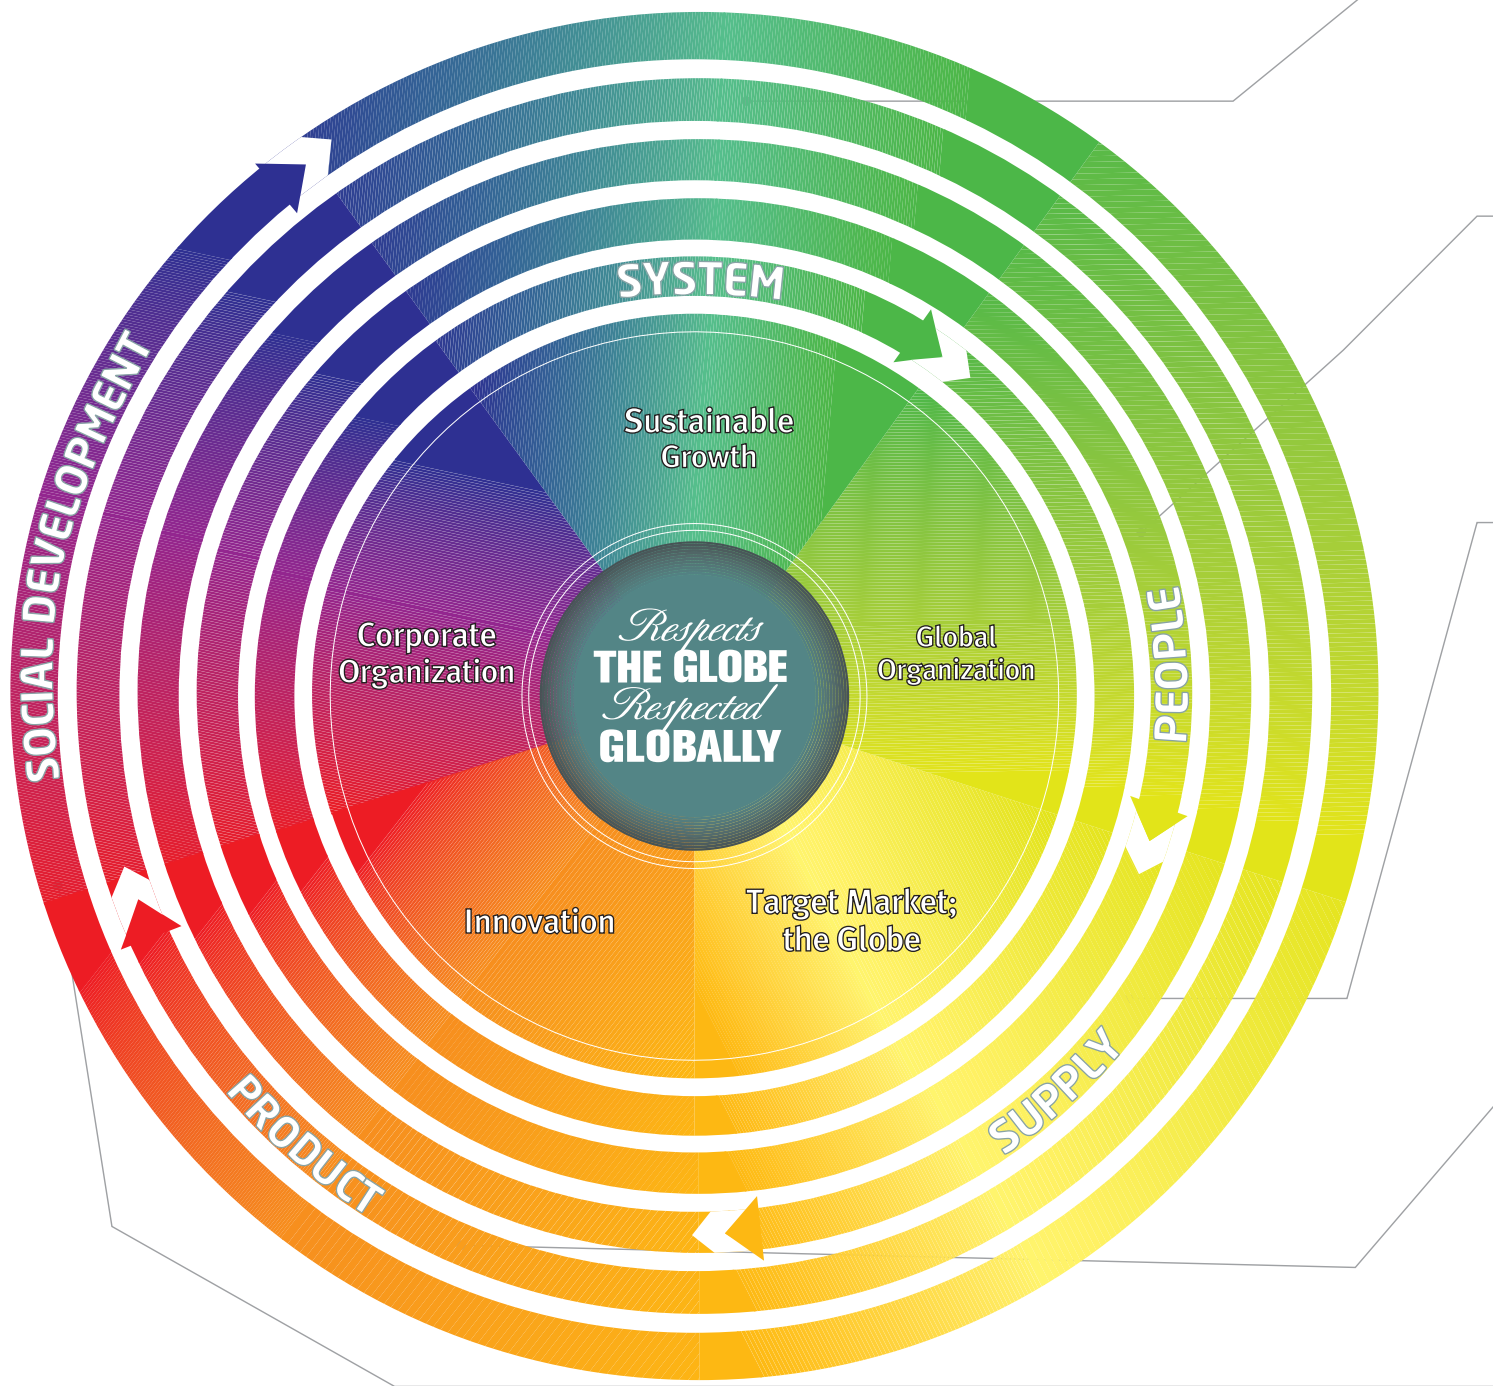 SYSTEM
Sustainable
Growth
SOCIAL DEVELOPMENT
PEOPLE
Corporate
Organization
Respects
THE GLOBE
Respected
GLOBALLY
Global
Organization
Innovation
Target Market;
the Globe
PRODUCT
SUPPLY